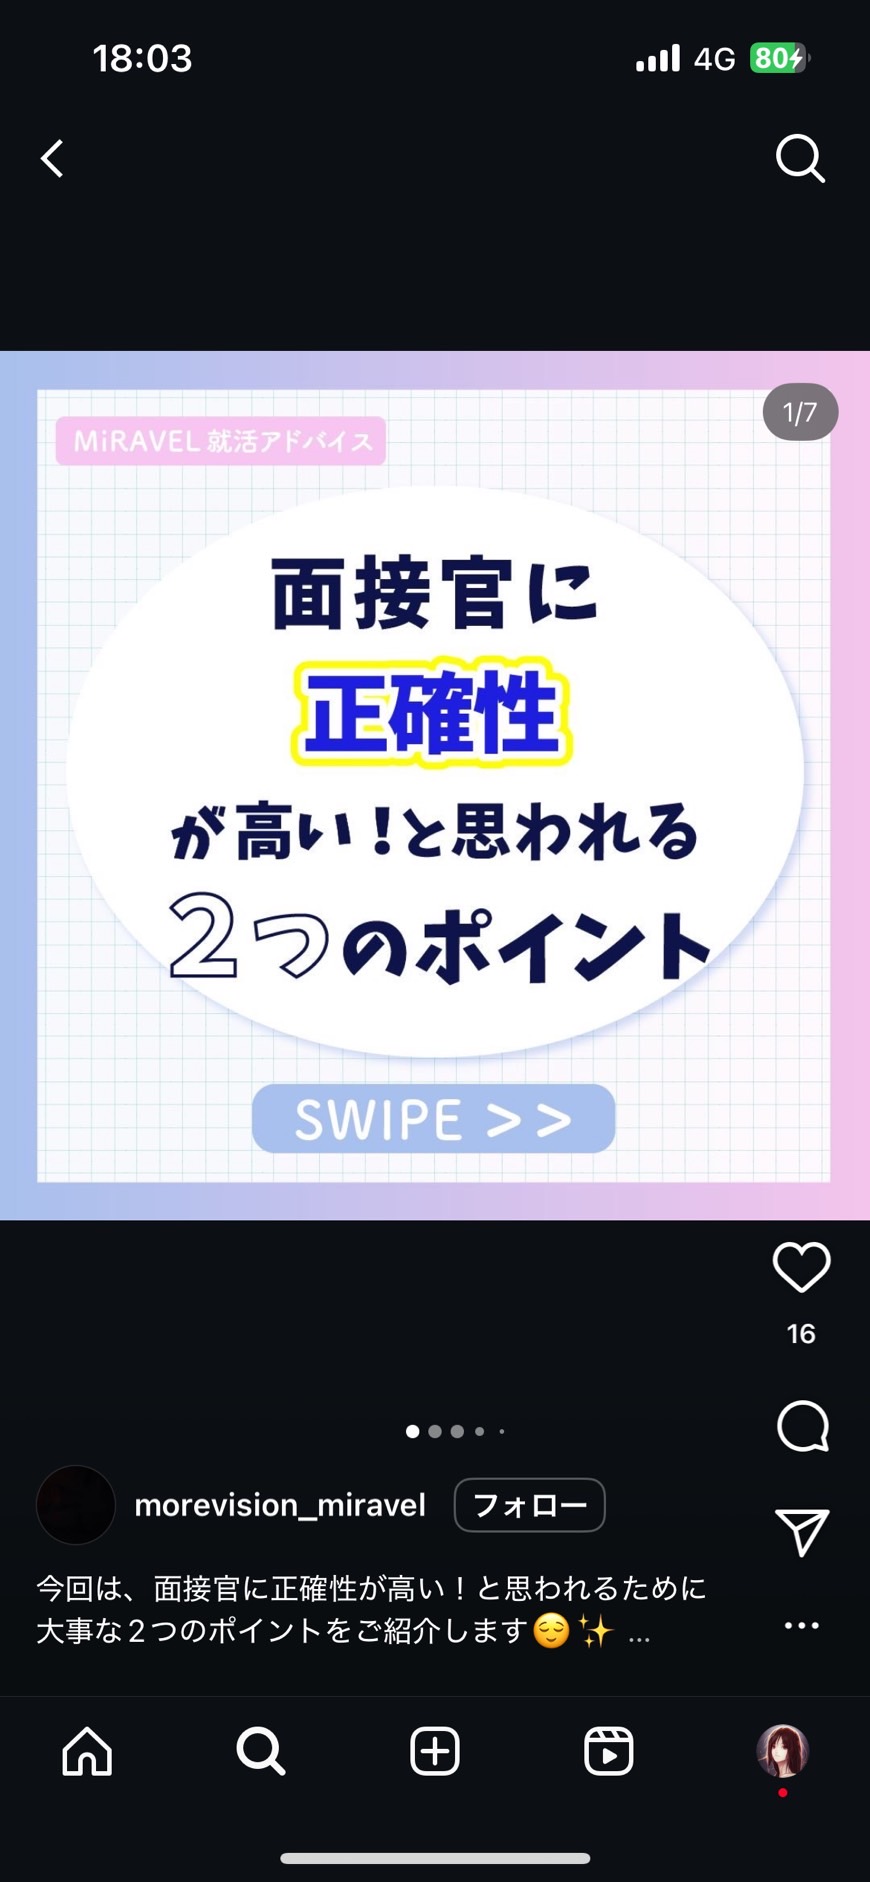 18:03
4G
80
1/7
MiRAVEL 就活アドバイス
面接官に
正確性
が高い！と思われる
2つのポイント
SWIPE >>
16
morevision_miravel
フォロー
今回は、面接官に正確性が高い！と思われるために
大事な２つのポイントをご紹介します😌✨ ...